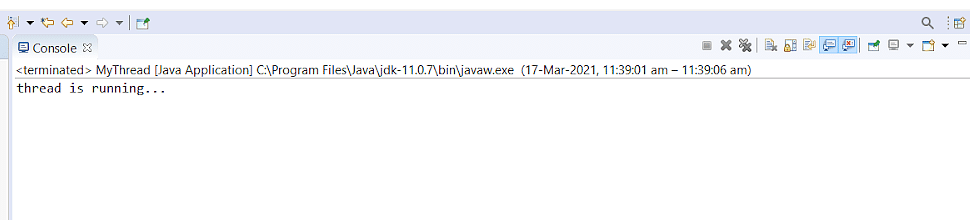 Console
<terminated> MyThread [Java Application] C:\Program Files\Java\jdk-11.0.7\bin\javaw.exe (17-Mar-2021, 11:39:01 am – 11:39:06 am)
thread is running...